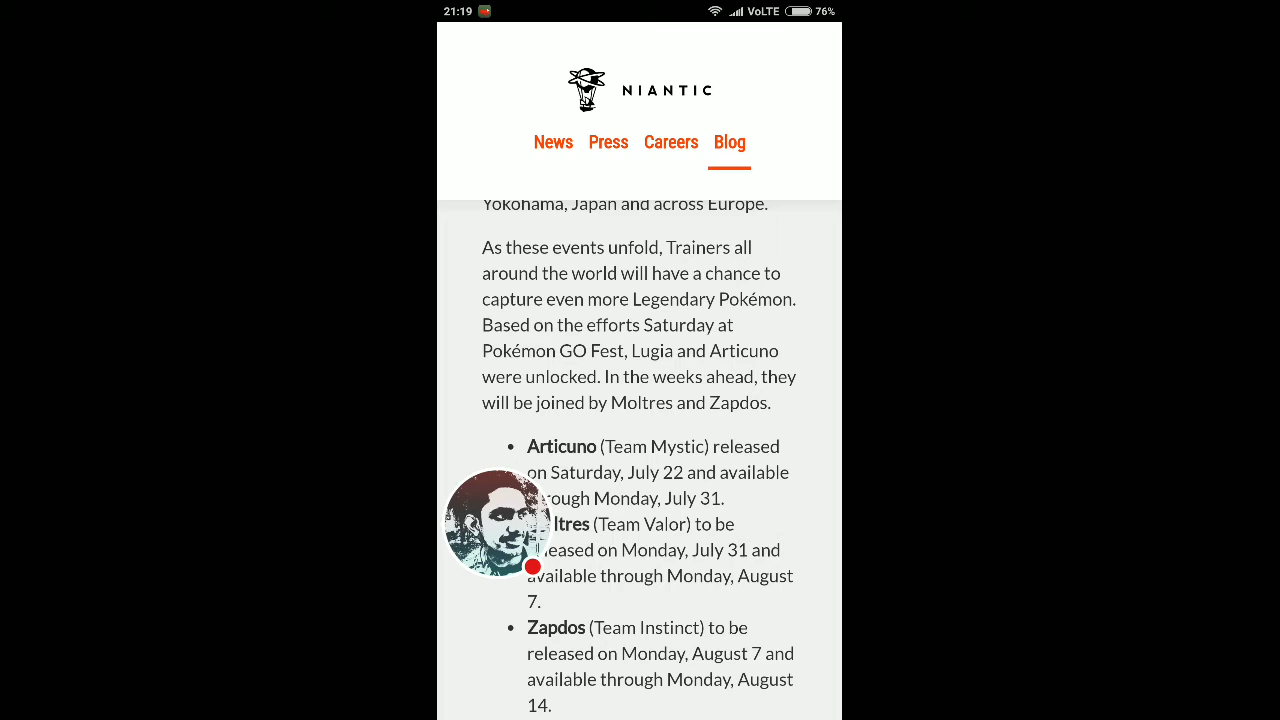 21:19 VoLTE 76%
NIANTIC
News Press Careers Blog
Yokohama, Japan and across Europe.
As these events unfold, Trainers all
around the world will have a chance to
capture even more Legendary Pokémon.
Based on the efforts Saturday at
Pokémon GO Fest, Lugia and Articuno
were unlocked. In the weeks ahead, they
will be joined by Moltres and Zapdos.
• Articuno (Team Mystic) released
on Saturday, July 22 and available
through Monday, July 31.
ltres (Team Valor) to be
released on Monday, July 31 and
available through Monday, August
7.
• Zapdos (Team Instinct) to be
released on Monday, August 7 and
available through Monday, August
14.